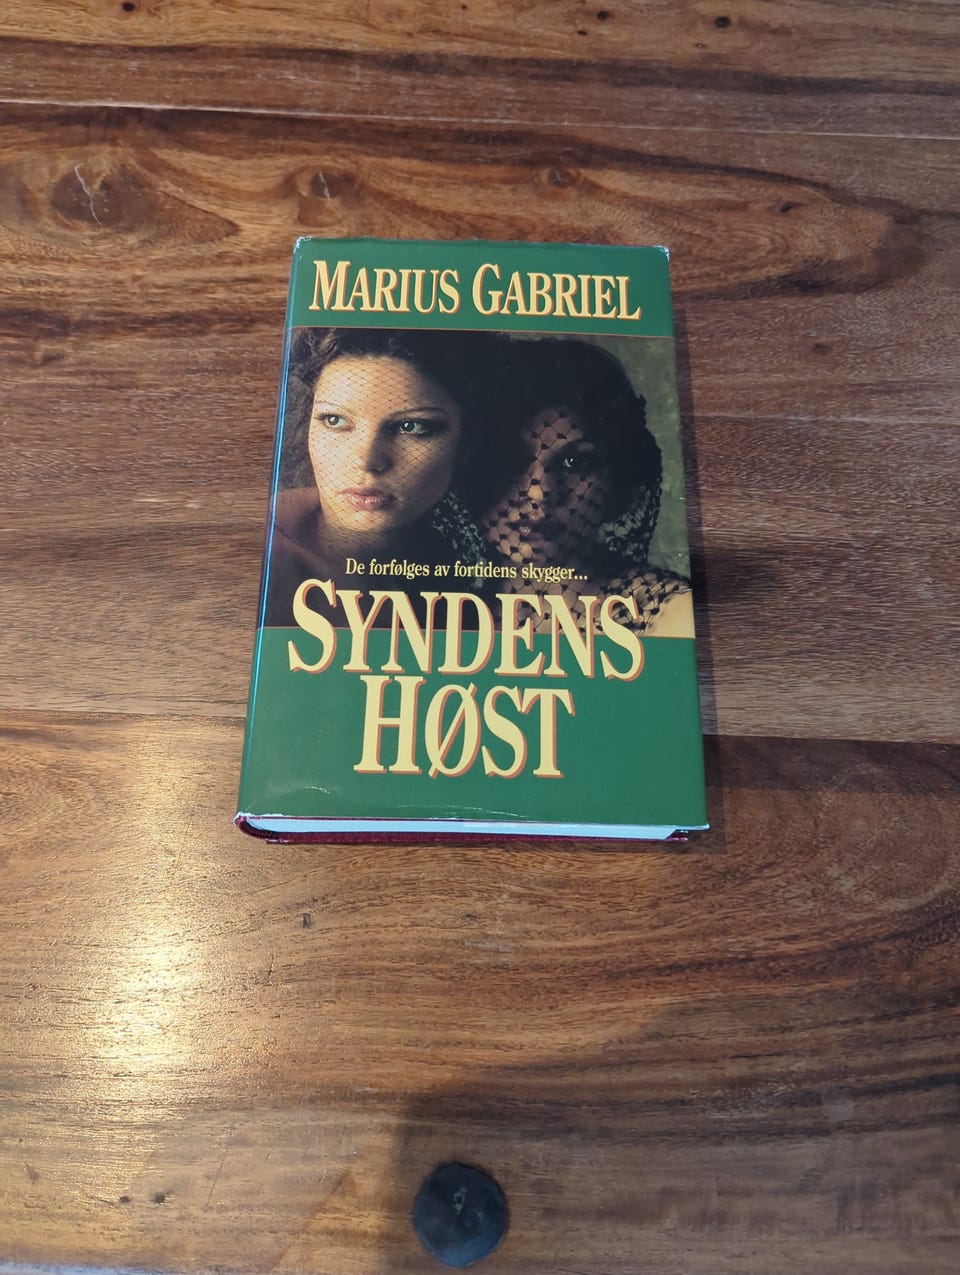 MARIUS GABRIEL
De forfølges av fortidens skygger...
SYNDENS
HØST